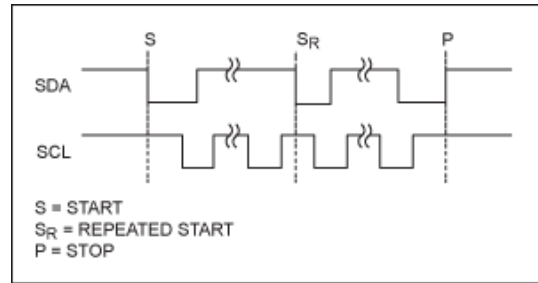 S SR P
SDA
SCL
S = START
SR = REPEATED START
P = STOP